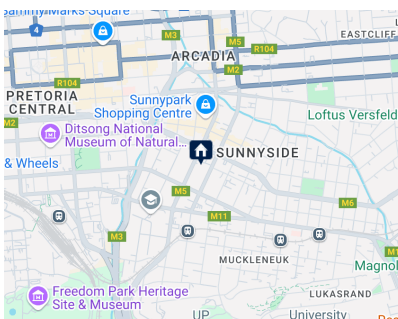 Sammy Marks Square
4
M3
M5
R104
EASTCLIFF
ARCADIA
M2
R104
PRETORIA
CENTRAL
Sunnypark
Shopping Centre
Loftus Versfeld
M2
Ditsong National
Museum of Natural...
SUNNYSIDE
& Wheels
M5
M6
M11
M3
M1
MUCKLENEUK
Magnol
Freedom Park Heritage
Site & Museum
LUKASRAND
UP
University